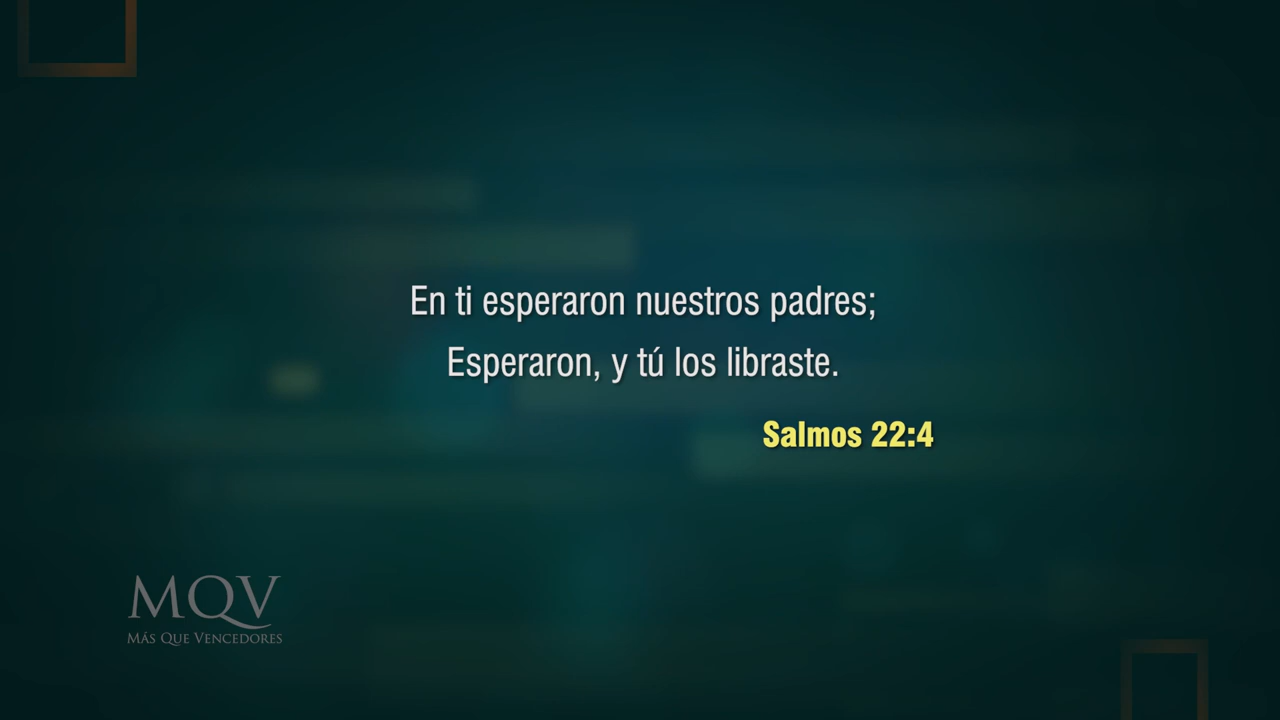 En ti esperaron nuestros padres;
Esperaron, y tú los libraste.
Salmos 22:4
MQV
MÁS QUE VENCEDORES